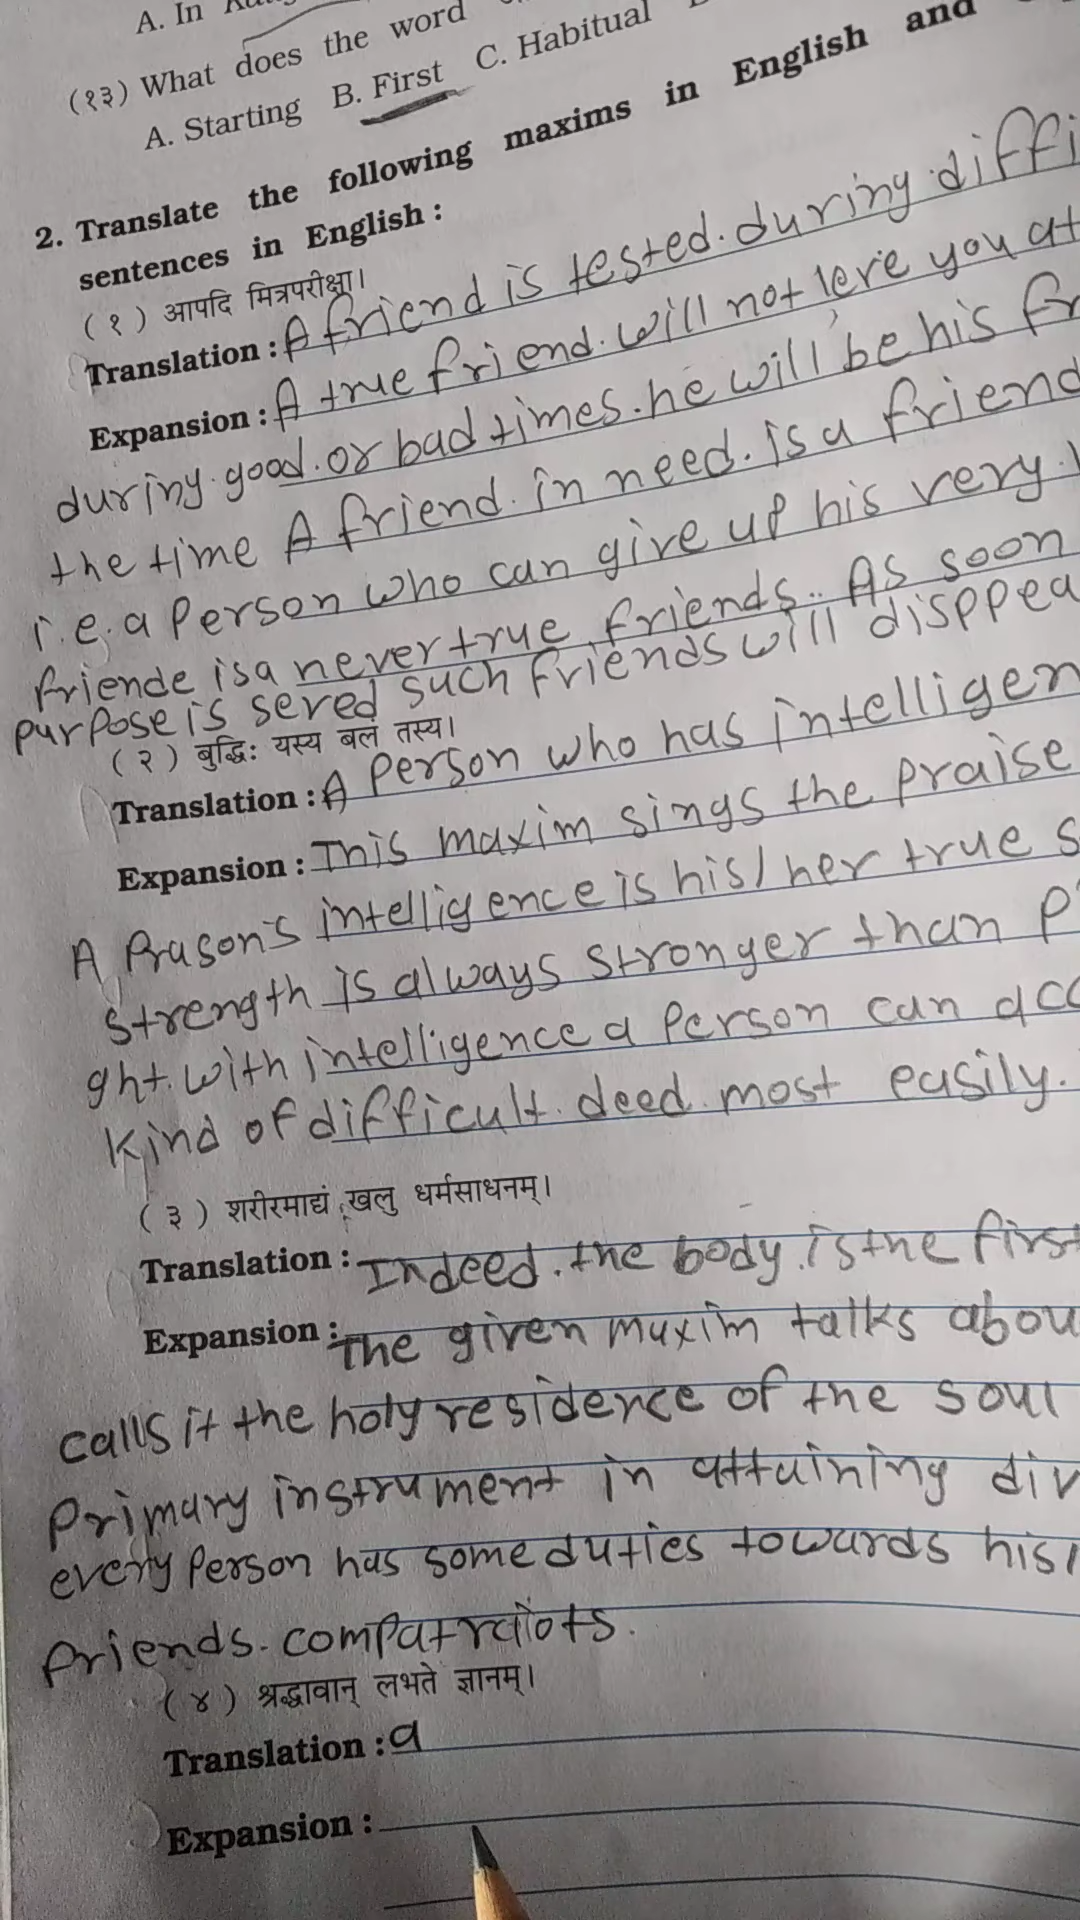 A. In
(१३) What does the word
A. Starting B. First C. Habitual
2. Translate the following maxims in English and
sentences in English :
(१) आपदि मित्रपरीक्षा।
Translation : A friend is tested. during diffi
Expansion : A true friend. will not leve you at
during good. or bad times. he will be his fr
the time A friend. in need. is a friend
i.e. a Person who can give up his very
friende is a never true friends.. As soon
purpose is sered such friends will disppea
(२) बुद्धिः यस्य बलं तस्य।
Translation : A Person who has intelligen
Expansion : This maxim sings the praise
A Prason's intelligence is his/her true s
strength is always stronger than P
ght. with intelligence a Person can acc
Kind of difficult. deed. most easily.
(३) शरीरमाद्यं खलु धर्मसाधनम्।
Translation : Indeed. the body. is the first
Expansion : The given maxim talks abou
calls it the holy residence of the soul
Primary instrument in attaining div
every Person has some duties towards his/
friends. compatraiots.
(४) श्रद्धावान् लभते ज्ञानम्।
Translation : a
Expansion :